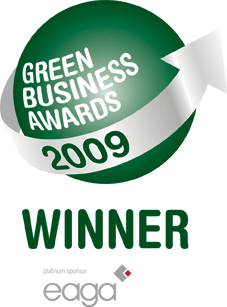 GREEN
BUSINESS
AWARDS
2009
WINNER
platinum sponsor
eaga